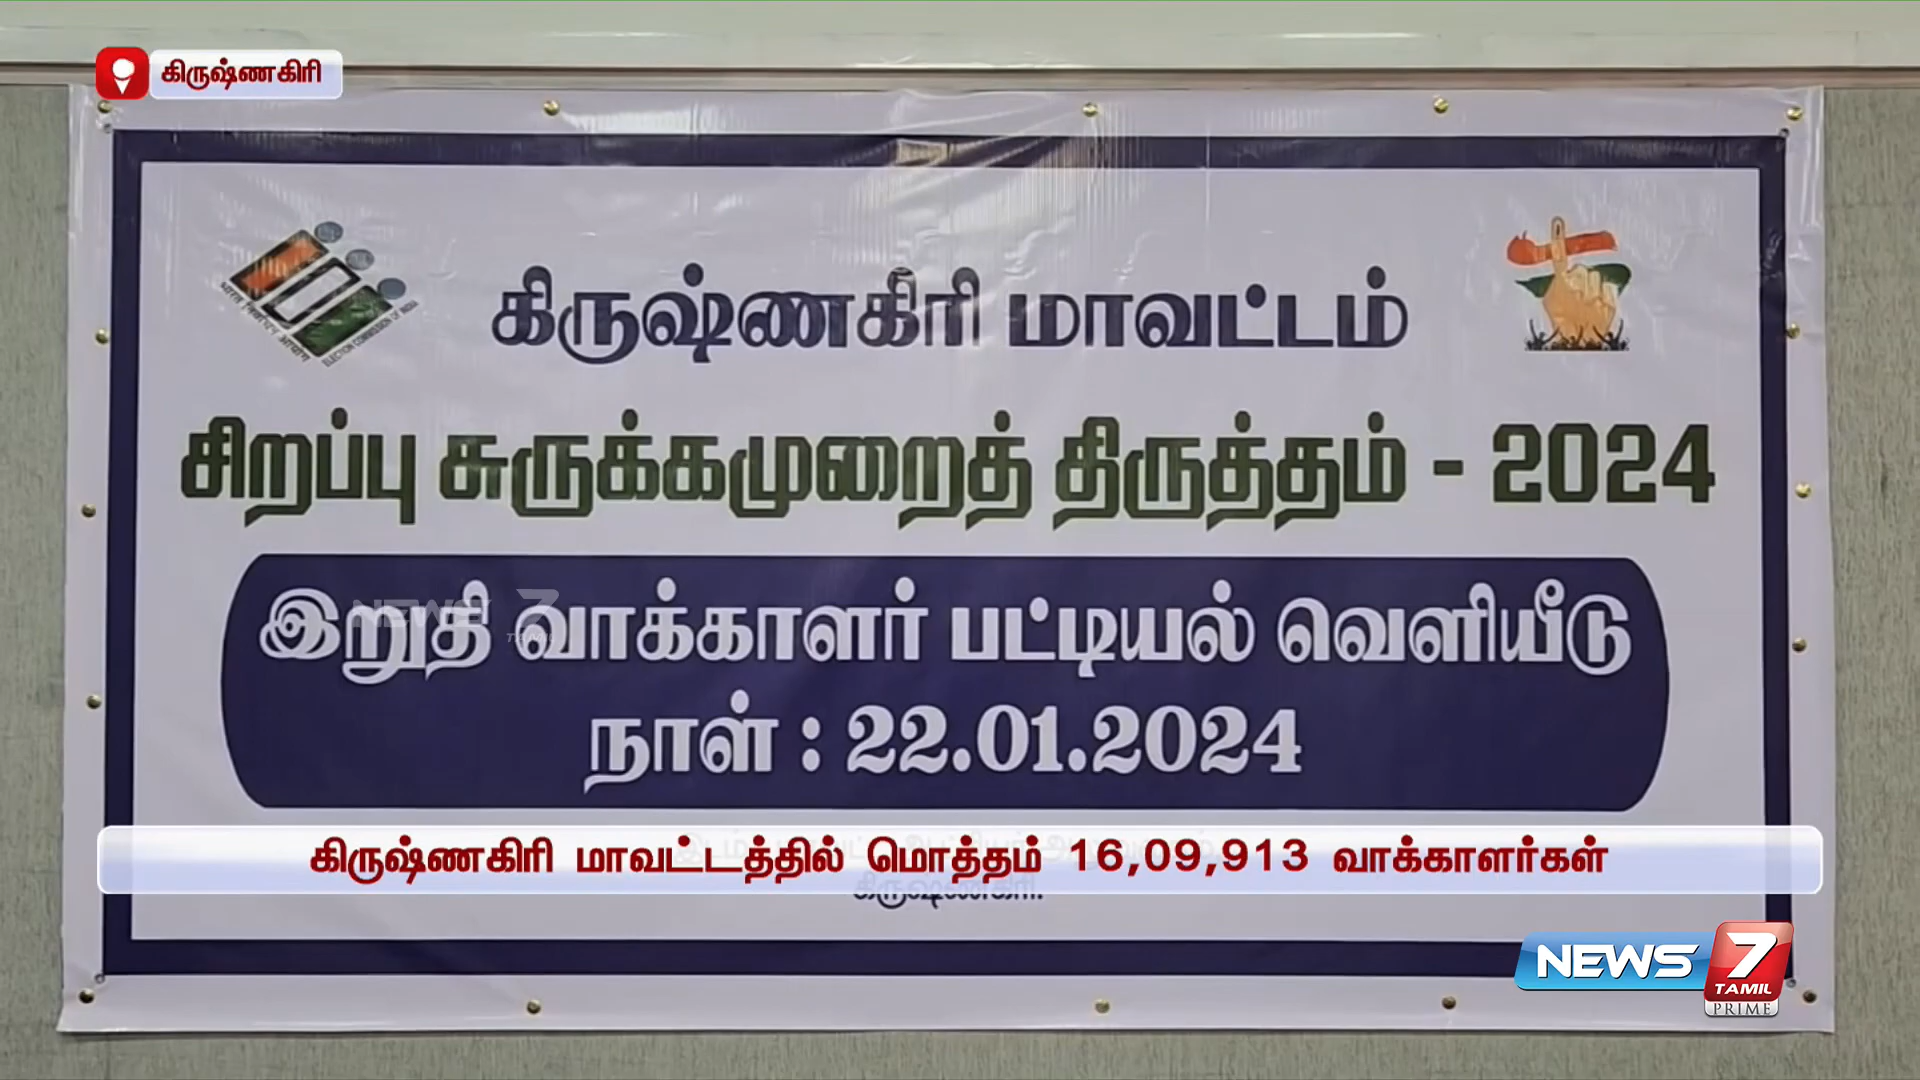 கிருஷ்ணகிரி
கிருஷ்ணகிரி மாவட்டம்
சிறப்பு சுருக்கமுறைத் திருத்தம் - 2024
இறுதி வாக்காளர் பட்டியல் வெளியீடு
நாள் : 22.01.2024
கிருஷ்ணகிரி மாவட்டத்தில் மொத்தம் 16,09,913 வாக்காளர்கள்
கிருஷ்ணகிரி.
NEWS 7
TAMIL
PRIME